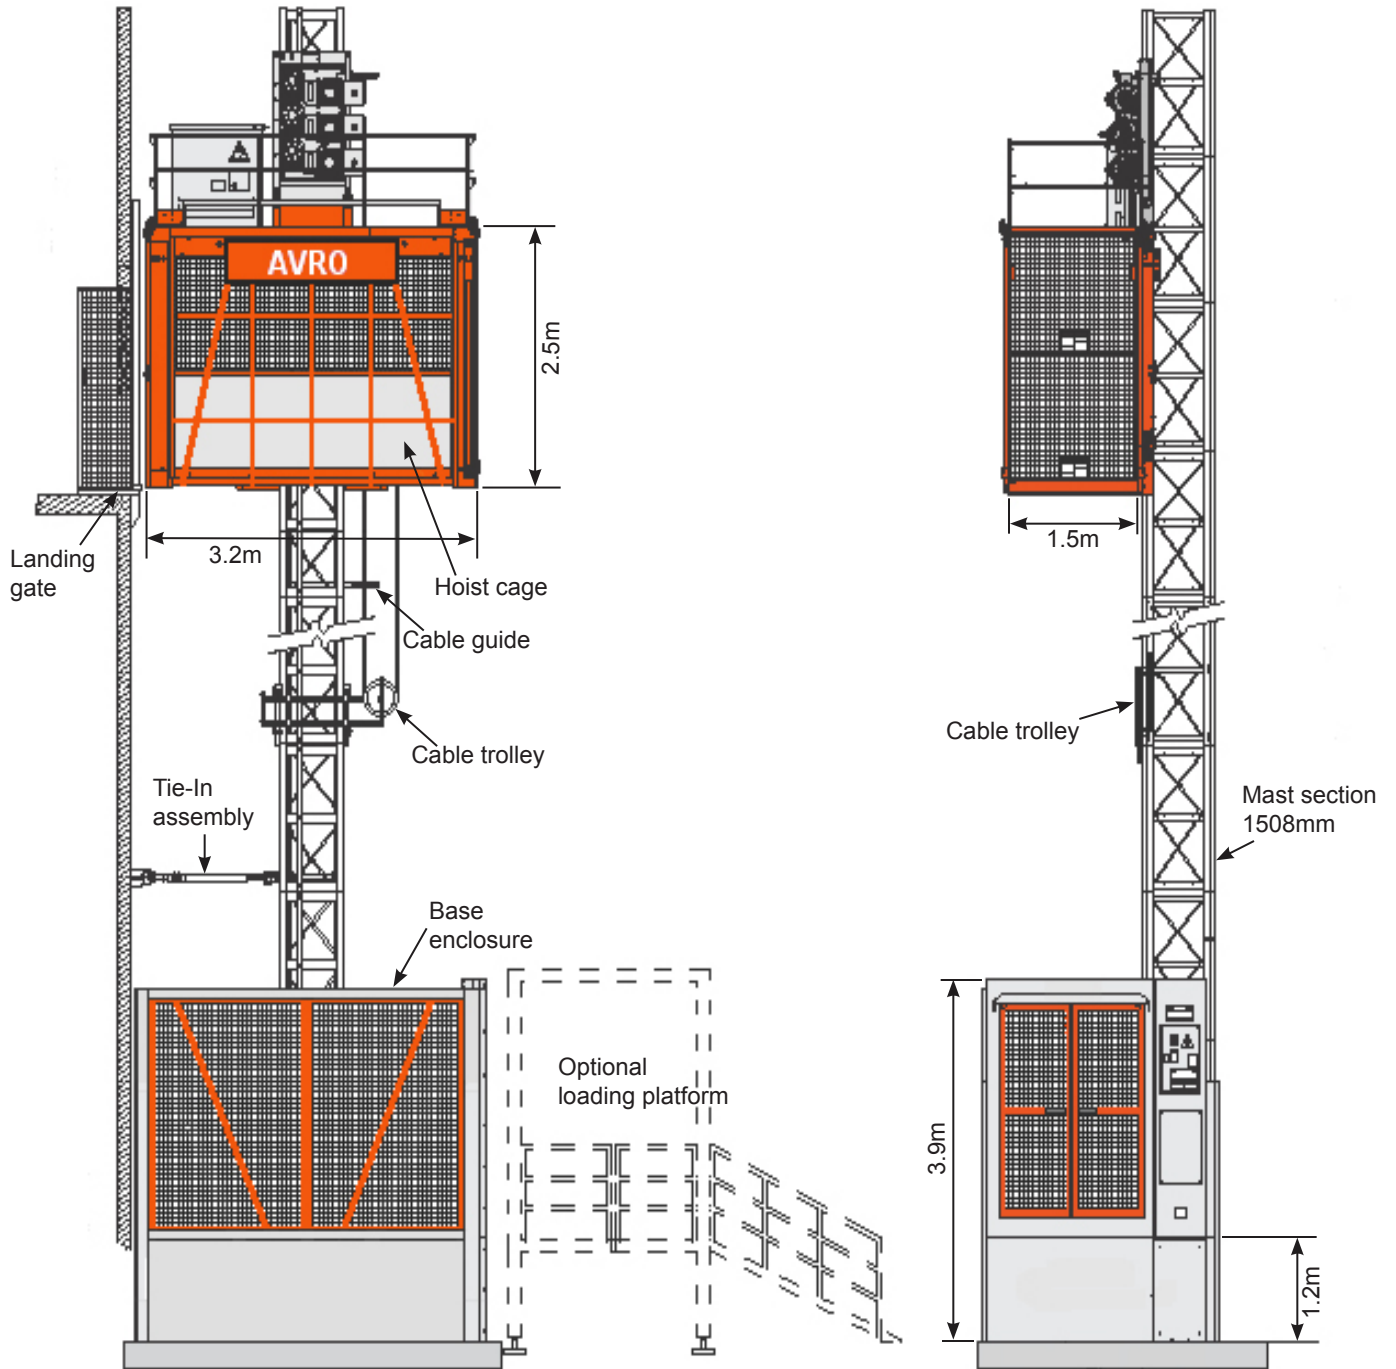 AVRO
2.5m
3.2m
1.5m
Landing
gate
Hoist cage
Cable guide
Cable trolley
Cable trolley
Tie-In
assembly
Mast section
1508mm
Base
enclosure
Optional
loading platform
3.9m
1.2m